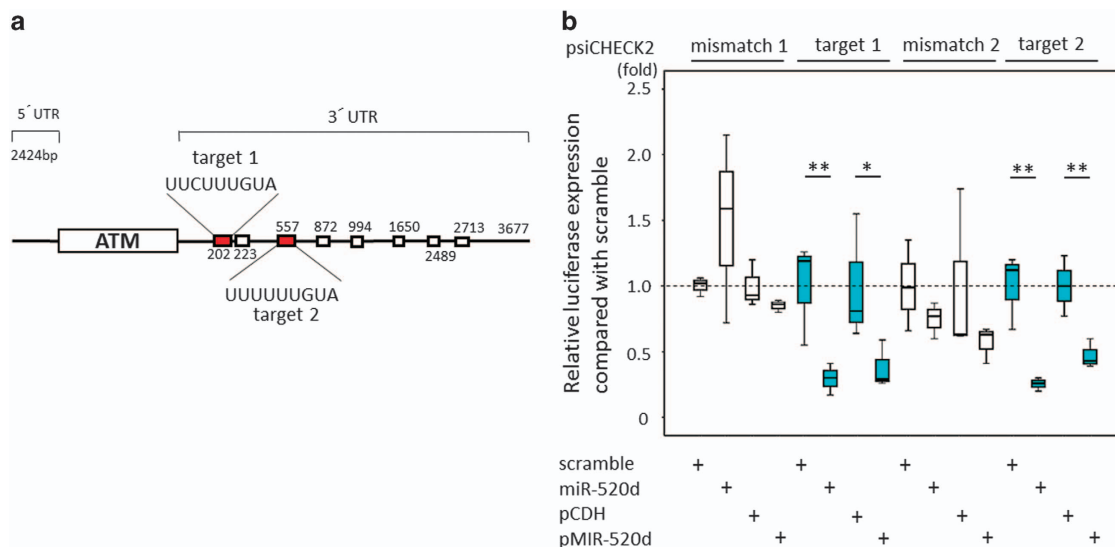 a
5´ UTR
3´ UTR
2424bp
target 1
UUCUUUGUA
557 872 994 1650 2713 3677
ATM
202 223 2489
UUUUUUGUA
target 2
b
psiCHECK2 mismatch 1 target 1 mismatch 2 target 2
(fold)
Relative luciferase expression
compared with scramble
2.5
2.0
1.5
1.0
0.5
0
** * ** **
scramble + + + +
miR-520d + + + +
pCDH + + + +
pMIR-520d + + + +